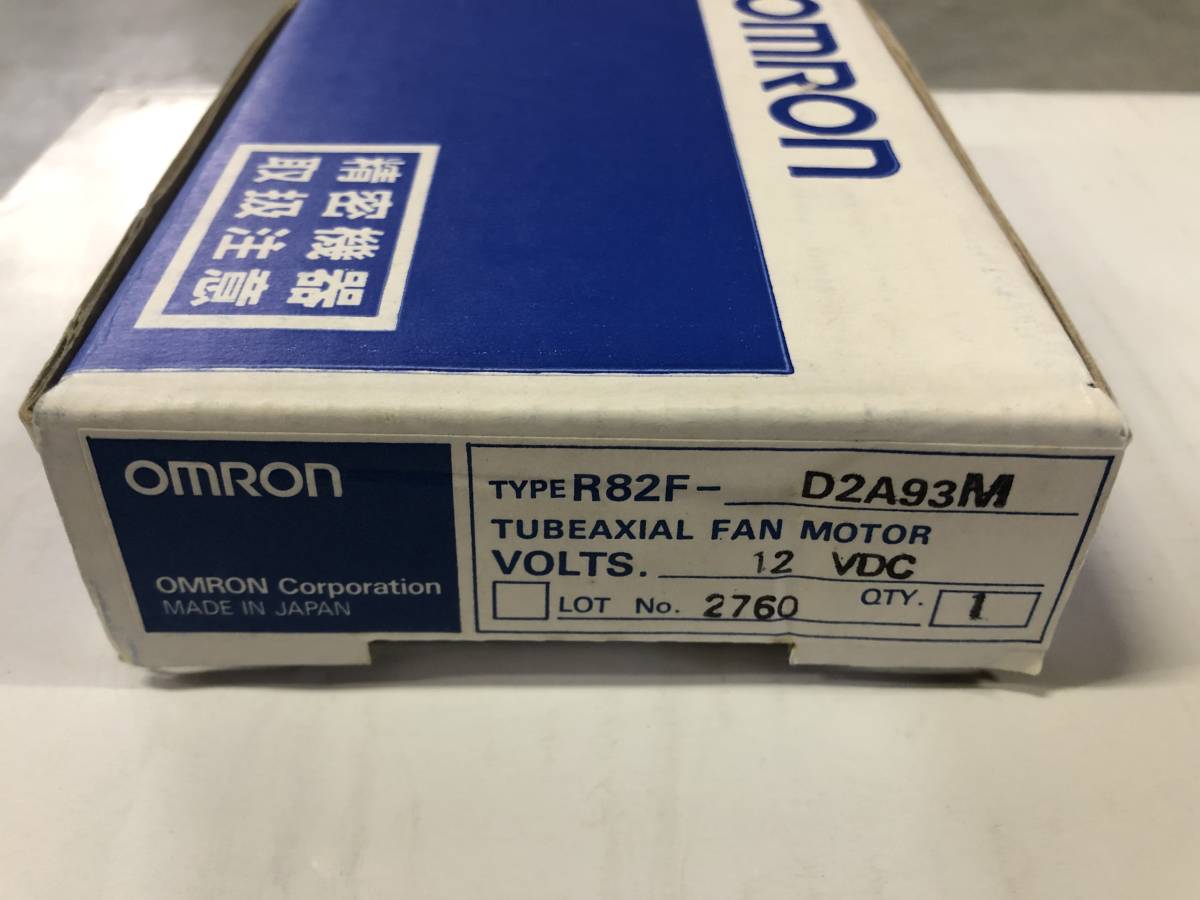 omron
精密機器
取扱注意
OMRON
OMRON Corporation
MADE IN JAPAN
TYPE R82F- D2A93M
TUBEAXIAL FAN MOTOR
VOLTS. 12 VDC
LOT No. 2760 QTY. 1